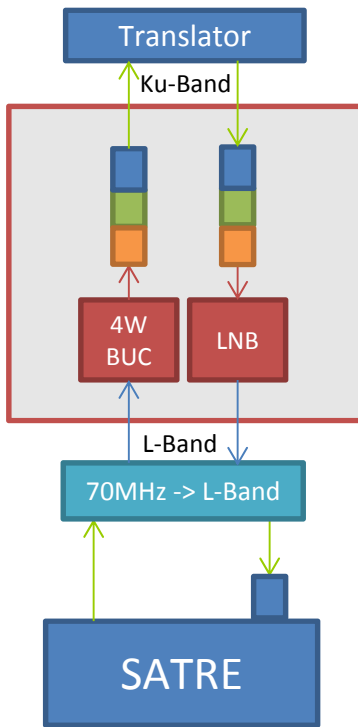 Translator
Ku-Band
4W
BUC
LNB
L-Band
70MHz -> L-Band
SATRE